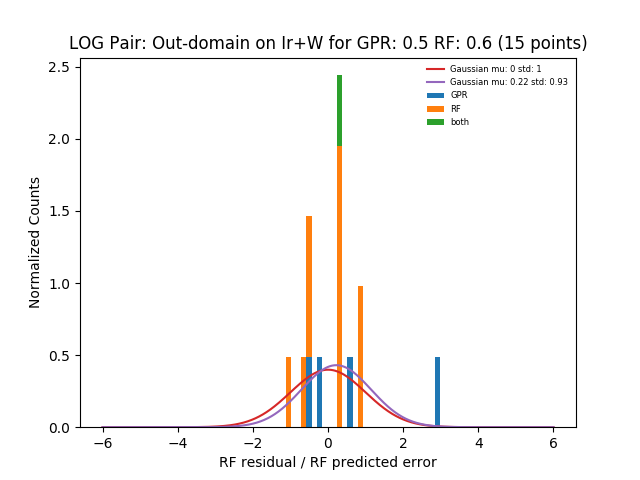 LOG Pair: Out-domain on Ir+W for GPR: 0.5 RF: 0.6 (15 points)
2.5
2.0
1.5
1.0
0.5
0.0
Normalized Counts
Gaussian mu: 0 std: 1
Gaussian mu: 0.22 std: 0.93
GPR
RF
both
−6 −4 −2 0 2 4 6
RF residual / RF predicted error